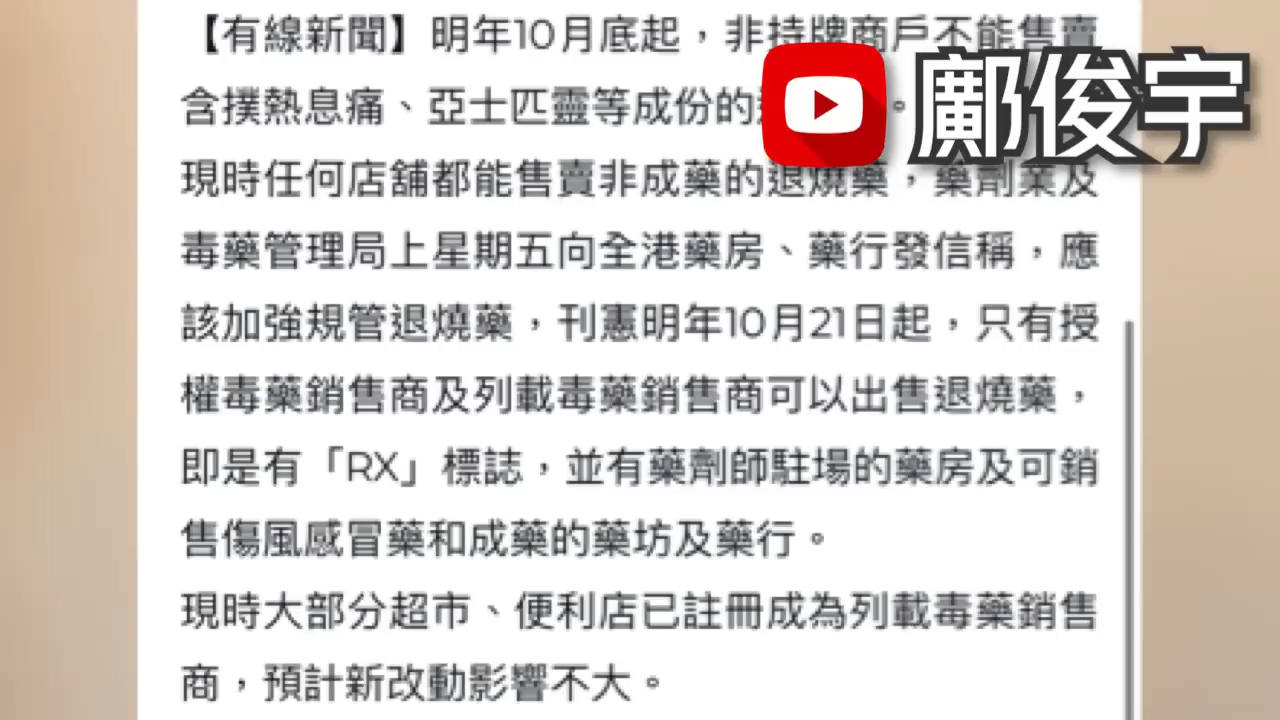 【有線新聞】明年10月底起，非持牌商戶不能售賣
含撲熱息痛、亞士匹靈等成份的
鄺俊宇
現時任何店舖都能售賣非成藥的退燒藥，藥劑業及
毒藥管理局上星期五向全港藥房、藥行發信稱，應
該加強規管退燒藥，刊憲明年10月21日起，只有授
權毒藥銷售商及列載毒藥銷售商可以出售退燒藥，
即是有「RX」標誌，並有藥劑師駐場的藥房及可銷
售傷風感冒藥和成藥的藥坊及藥行。
現時大部分超市、便利店已註冊成為列載毒藥銷售
商，預計新改動影響不大。